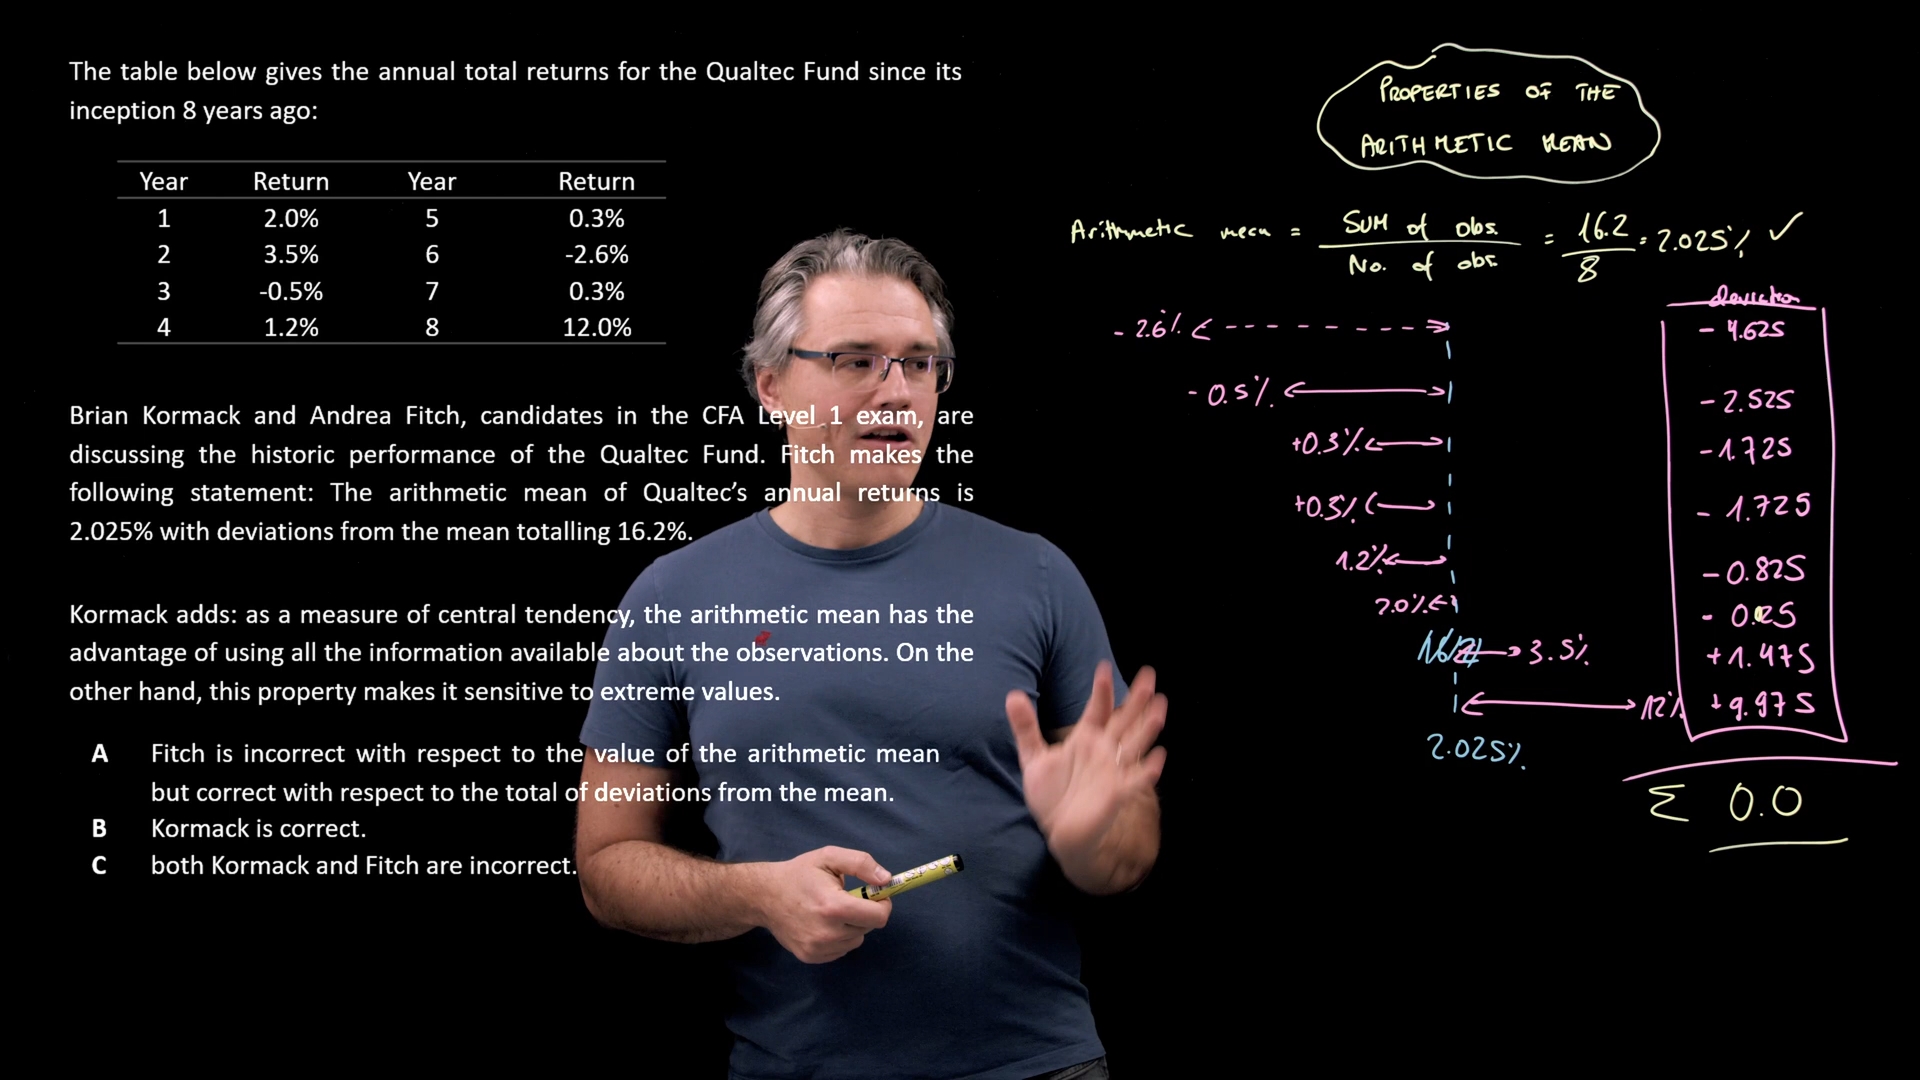 The table below gives the annual total returns for the Qualtec Fund since its
inception 8 years ago:
Year Return Year Return
1 2.0% 5 0.3%
2 3.5% 6 -2.6%
3 -0.5% 7 0.3%
4 1.2% 8 12.0%
Brian Kormack and Andrea Fitch, candidates in the CFA Level 1 exam, are
discussing the historic performance of the Qualtec Fund. Fitch makes the
following statement: The arithmetic mean of Qualtec’s annual returns is
2.025% with deviations from the mean totalling 16.2%.
Kormack adds: as a measure of central tendency, the arithmetic mean has the
advantage of using all the information available about the observations. On the
other hand, this property makes it sensitive to extreme values.
A Fitch is incorrect with respect to the value of the arithmetic mean
but correct with respect to the total of deviations from the mean.
B Kormack is correct.
C both Kormack and Fitch are incorrect.
PROPERTIES OF THE
ARITHMETIC MEAN
Arithmetic mean = SUM of obs. / No. of obs = 16.2 / 8 = 2.025% ✓
deviation
-2.6% -4.625
-0.5% -2.525
+0.3% -1.725
+0.3% -1.725
1.2% -0.825
2.0% -0.025
3.5% +1.475
12% +9.975
2.025%
Σ 0.0